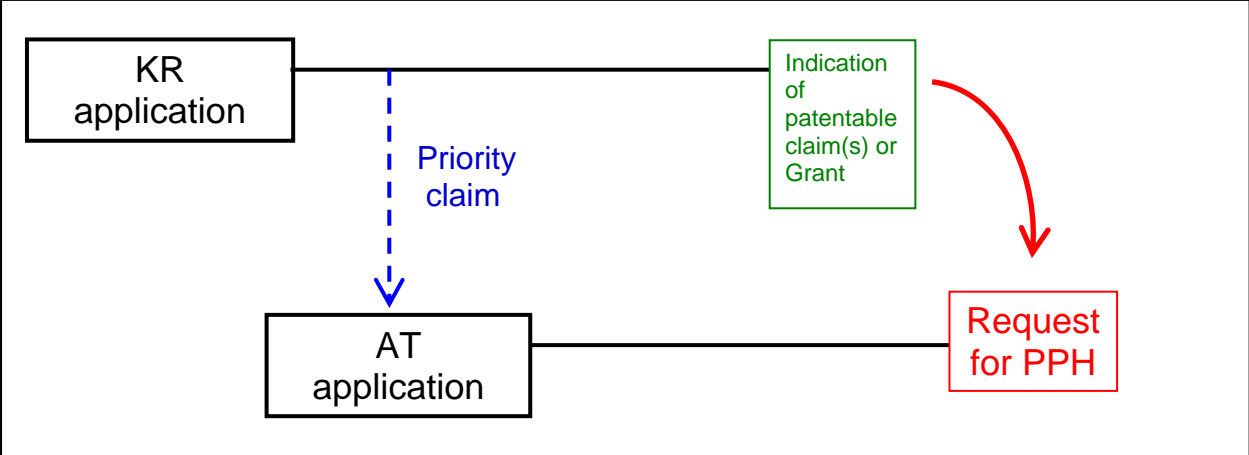 KR
application
Indication
of
patentable
claim(s) or
Grant
Priority
claim
AT
application
Request
for PPH